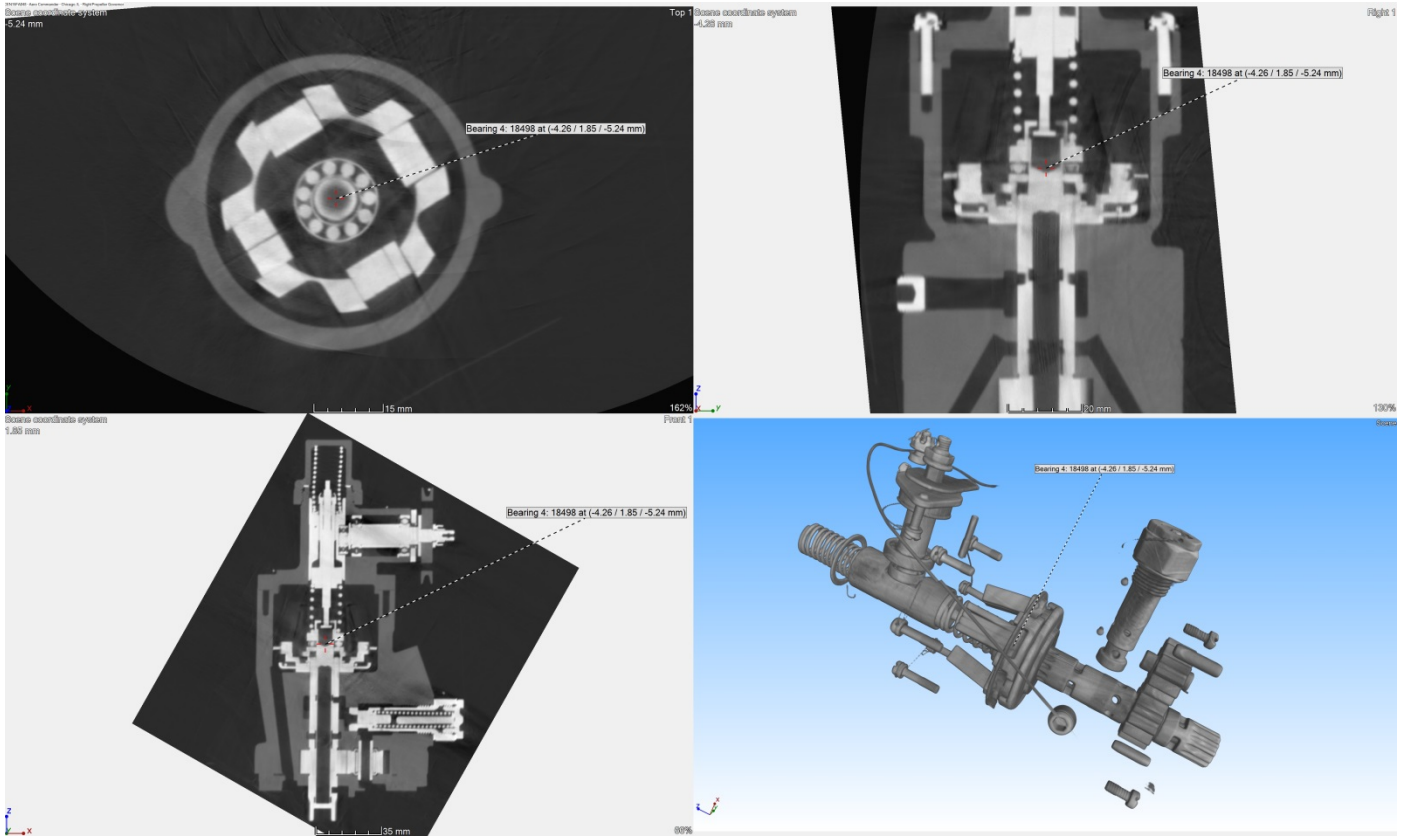 Scene coordinate system
-5.24 mm
Top 1
Bearing 4: 18498 at (-4.26 / 1.85 / -5.24 mm)
15 mm
162%
y
x
Scene coordinate system
-4.26 mm
Right 1
Bearing 4: 18498 at (-4.26 / 1.85 / -5.24 mm)
20 mm
130%
z
x
y
Scene coordinate system
1.85 mm
Front 1
Bearing 4: 18498 at (-4.26 / 1.85 / -5.24 mm)
35 mm
z
y
x
Scene
Bearing 4: 18498 at (-4.26 / 1.85 / -5.24 mm)
z
x